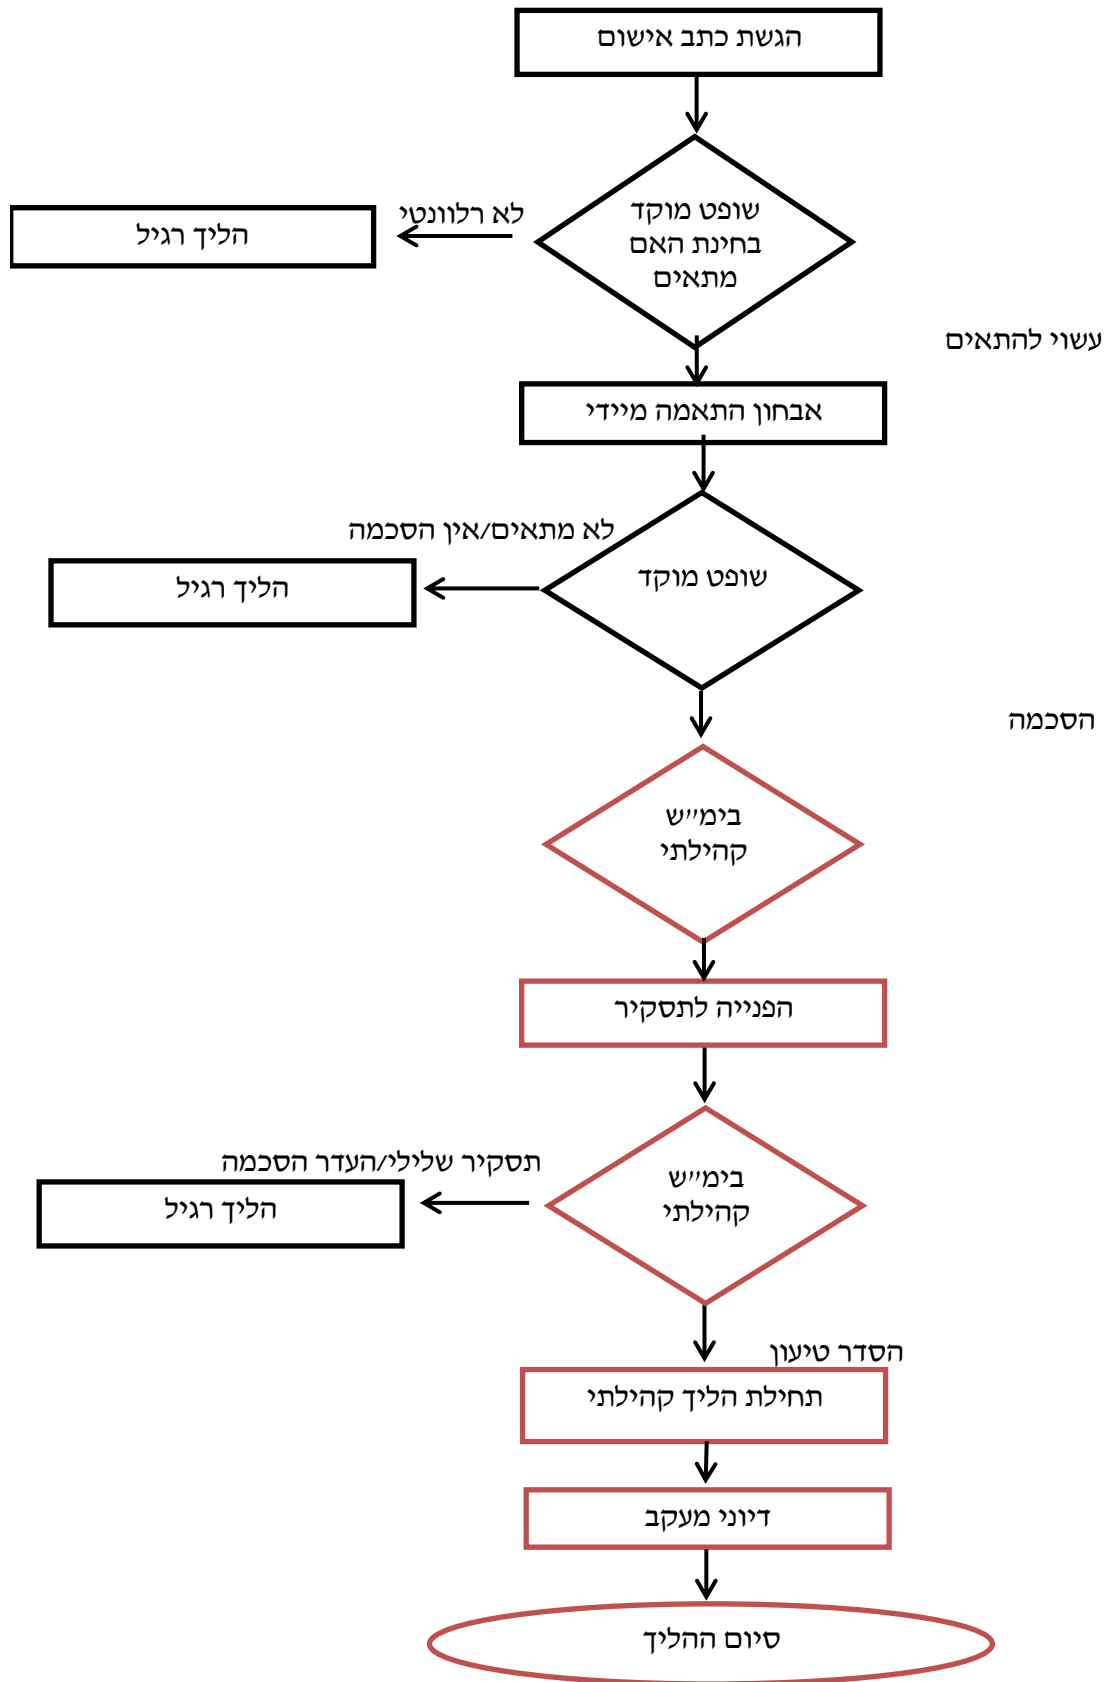 הגשת כתב אישום
שופט מוקד
בחינת האם
מתאים
לא רלוונטי
הליך רגיל
עשוי להתאים
אבחון התאמה מיידי
לא מתאים/אין הסכמה
שופט מוקד
הליך רגיל
הסכמה
בימ״ש
קהילתי
הפנייה לתסקיר
תסקיר שלילי/העדר הסכמה
בימ״ש
קהילתי
הליך רגיל
הסדר טיעון
תחילת הליך קהילתי
דיוני מעקב
סיום ההליך